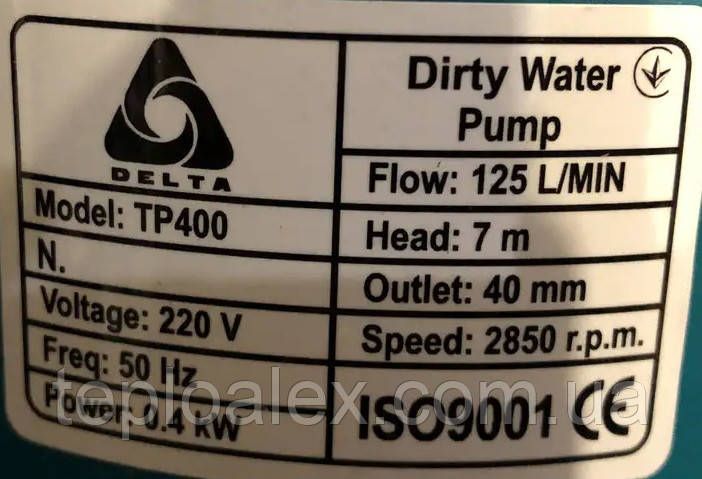 DELTA
Model: TP400
N.
Voltage: 220 V
Freq: 50 Hz
Power: 0.4 kW
Dirty Water
Pump
Flow: 125 L/MIN
Head: 7 m
Outlet: 40 mm
Speed: 2850 r.p.m.
ISO9001 CE
teploalex.com.ua